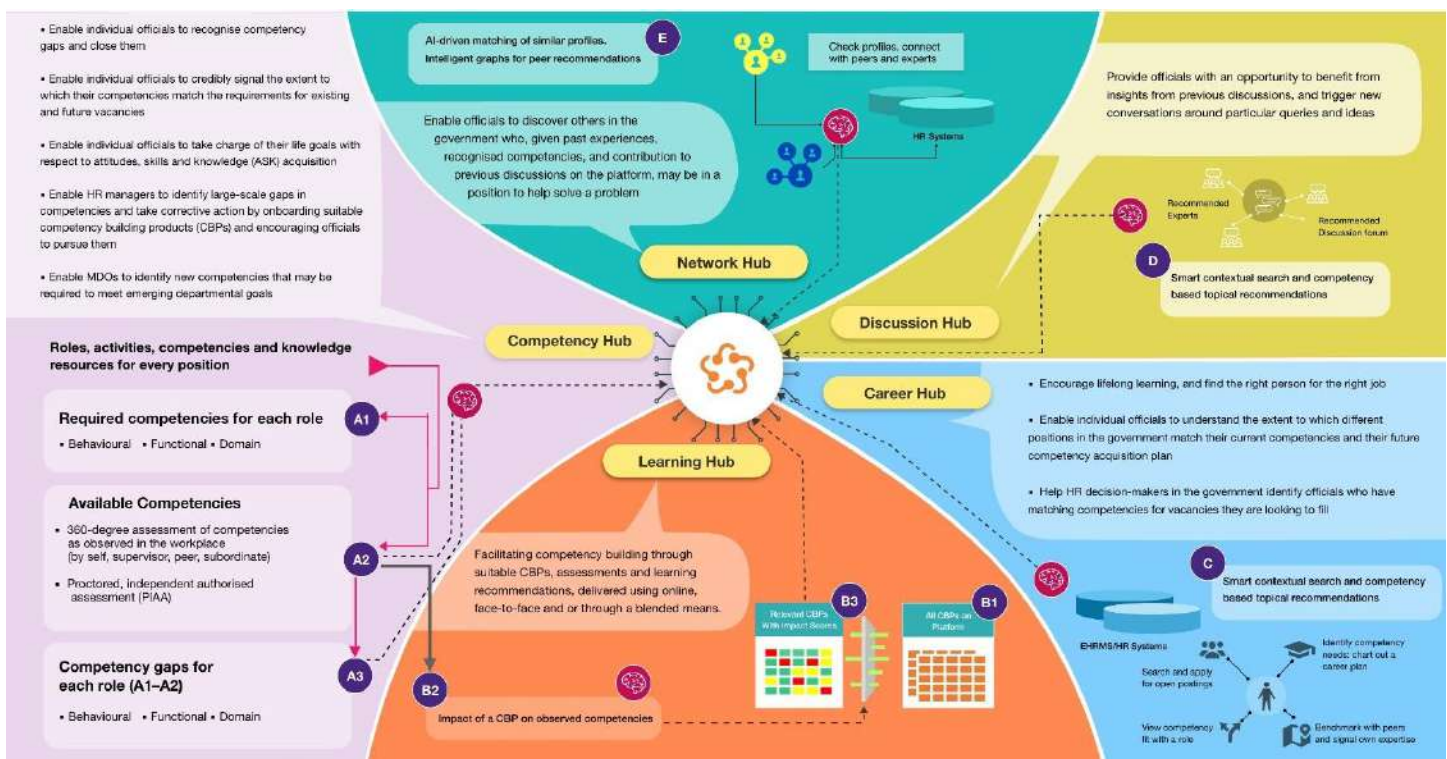 ▪ Enable individual officials to recognise competency
gaps and close them
▪ Enable individual officials to credibly signal the extent to
which their competencies match the requirements for existing
and future vacancies
▪ Enable individual officials to take charge of their life goals with
respect to attitudes, skills and knowledge (ASK) acquisition
▪ Enable HR managers to identify large-scale gaps in
competencies and take corrective action by onboarding suitable
competency building products (CBPs) and encouraging officials
to pursue them
▪ Enable MDOs to identify new competencies that may be
required to meet emerging departmental goals
Competency Hub
Roles, activities, competencies and knowledge
resources for every position
Required competencies for each role
A1
▪ Behavioural ▪ Functional ▪ Domain
Available Competencies
• 360-degree assessment of competencies
as observed in the workplace
(by self, supervisor, peer, subordinate)
A2
• Proctored, independent authorised
assessment (PIAA)
Competency gaps for
each role (A1–A2)
A3
▪ Behavioural ▪ Functional ▪ Domain
AI-driven matching of similar profiles.
Intelligent graphs for peer recommendations
E
Check profiles, connect
with peers and experts
HR Systems
Enable officials to discover others in the
government who, given past experiences,
recognised competencies, and contribution to
previous discussions on the platform, may be in a
position to help solve a problem
Network Hub
Provide officials with an opportunity to benefit from
insights from previous discussions, and trigger new
conversations around particular queries and ideas
Recommended
Experts
Recommended
Discussion forum
D
Smart contextual search and competency
based topical recommendations
Discussion Hub
Career Hub
▪ Encourage lifelong learning, and find the right person for the right job
▪ Enable individual officials to understand the extent to which different
positions in the government match their current competencies and their future
competency acquisition plan
▪ Help HR decision-makers in the government identify officials who have
matching competencies for vacancies they are looking to fill
C
Smart contextual search and competency
based topical recommendations
EHRMS/HR Systems
Search and apply
for open postings
Identify competency
needs: chart out a
career plan
View competency
fit with a role
Benchmark with peers
and signal own expertise
Learning Hub
Facilitating competency building through
suitable CBPs, assessments and learning
recommendations, delivered using online,
face-to-face and or through a blended means.
B3
Relevant CBPs
With Impact Scores
B1
All CBPs on
Platform
B2
Impact of a CBP on observed competencies